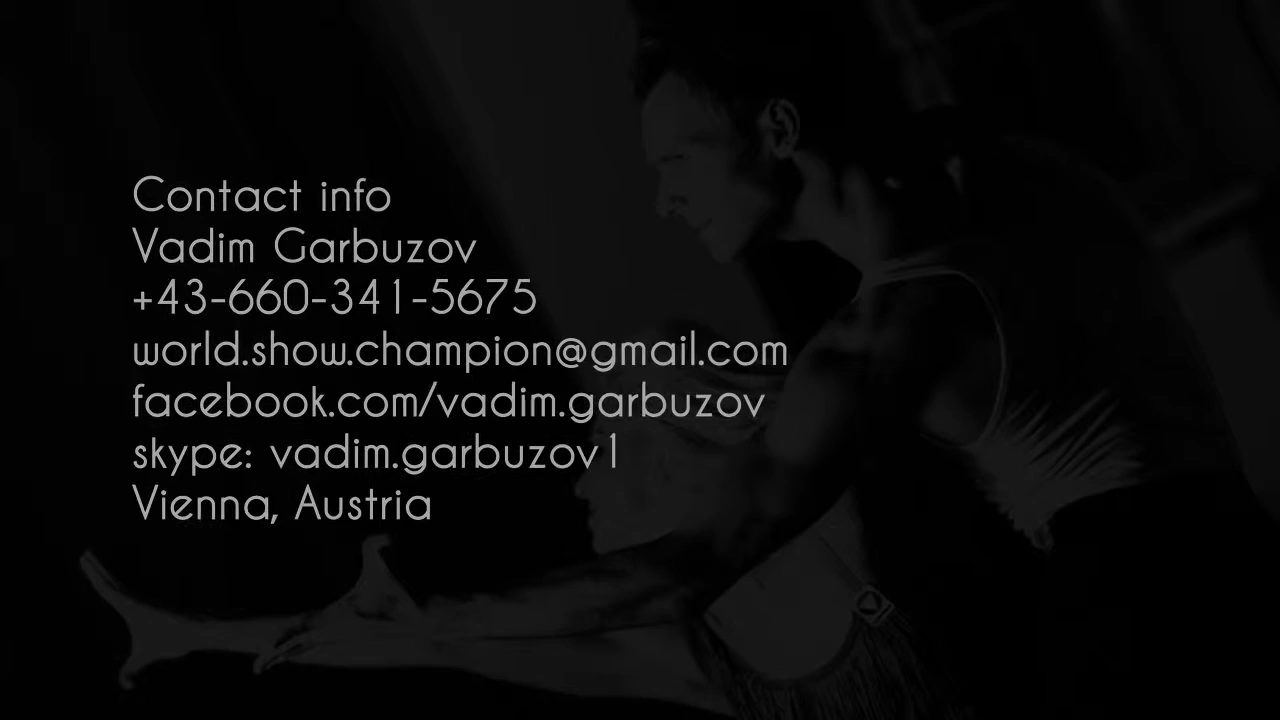 Contact info
Vadim Garbuzov
+43-660-341-5675
world.show.champion@gmail.com
facebook.com/vadim.garbuzov
skype: vadim.garbuzov1
Vienna, Austria